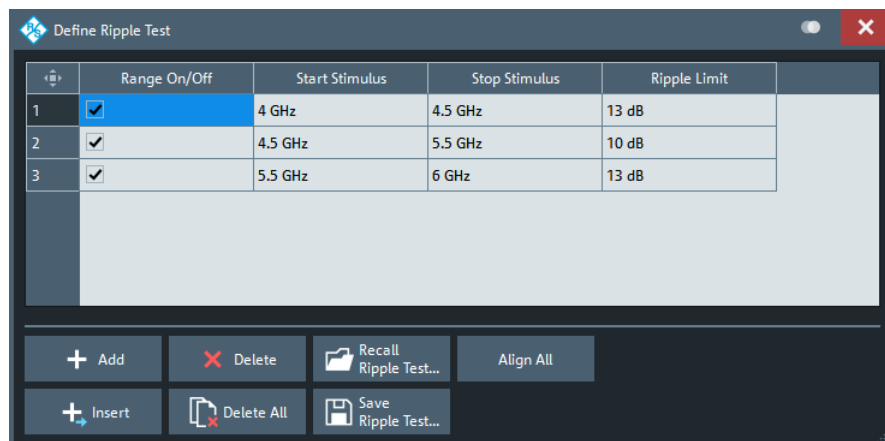 Define Ripple Test
Range On/Off Start Stimulus Stop Stimulus Ripple Limit
1 4 GHz 4.5 GHz 13 dB
2 4.5 GHz 5.5 GHz 10 dB
3 5.5 GHz 6 GHz 13 dB
Add Delete Recall Ripple Test... Align All
Insert Delete All Save Ripple Test...